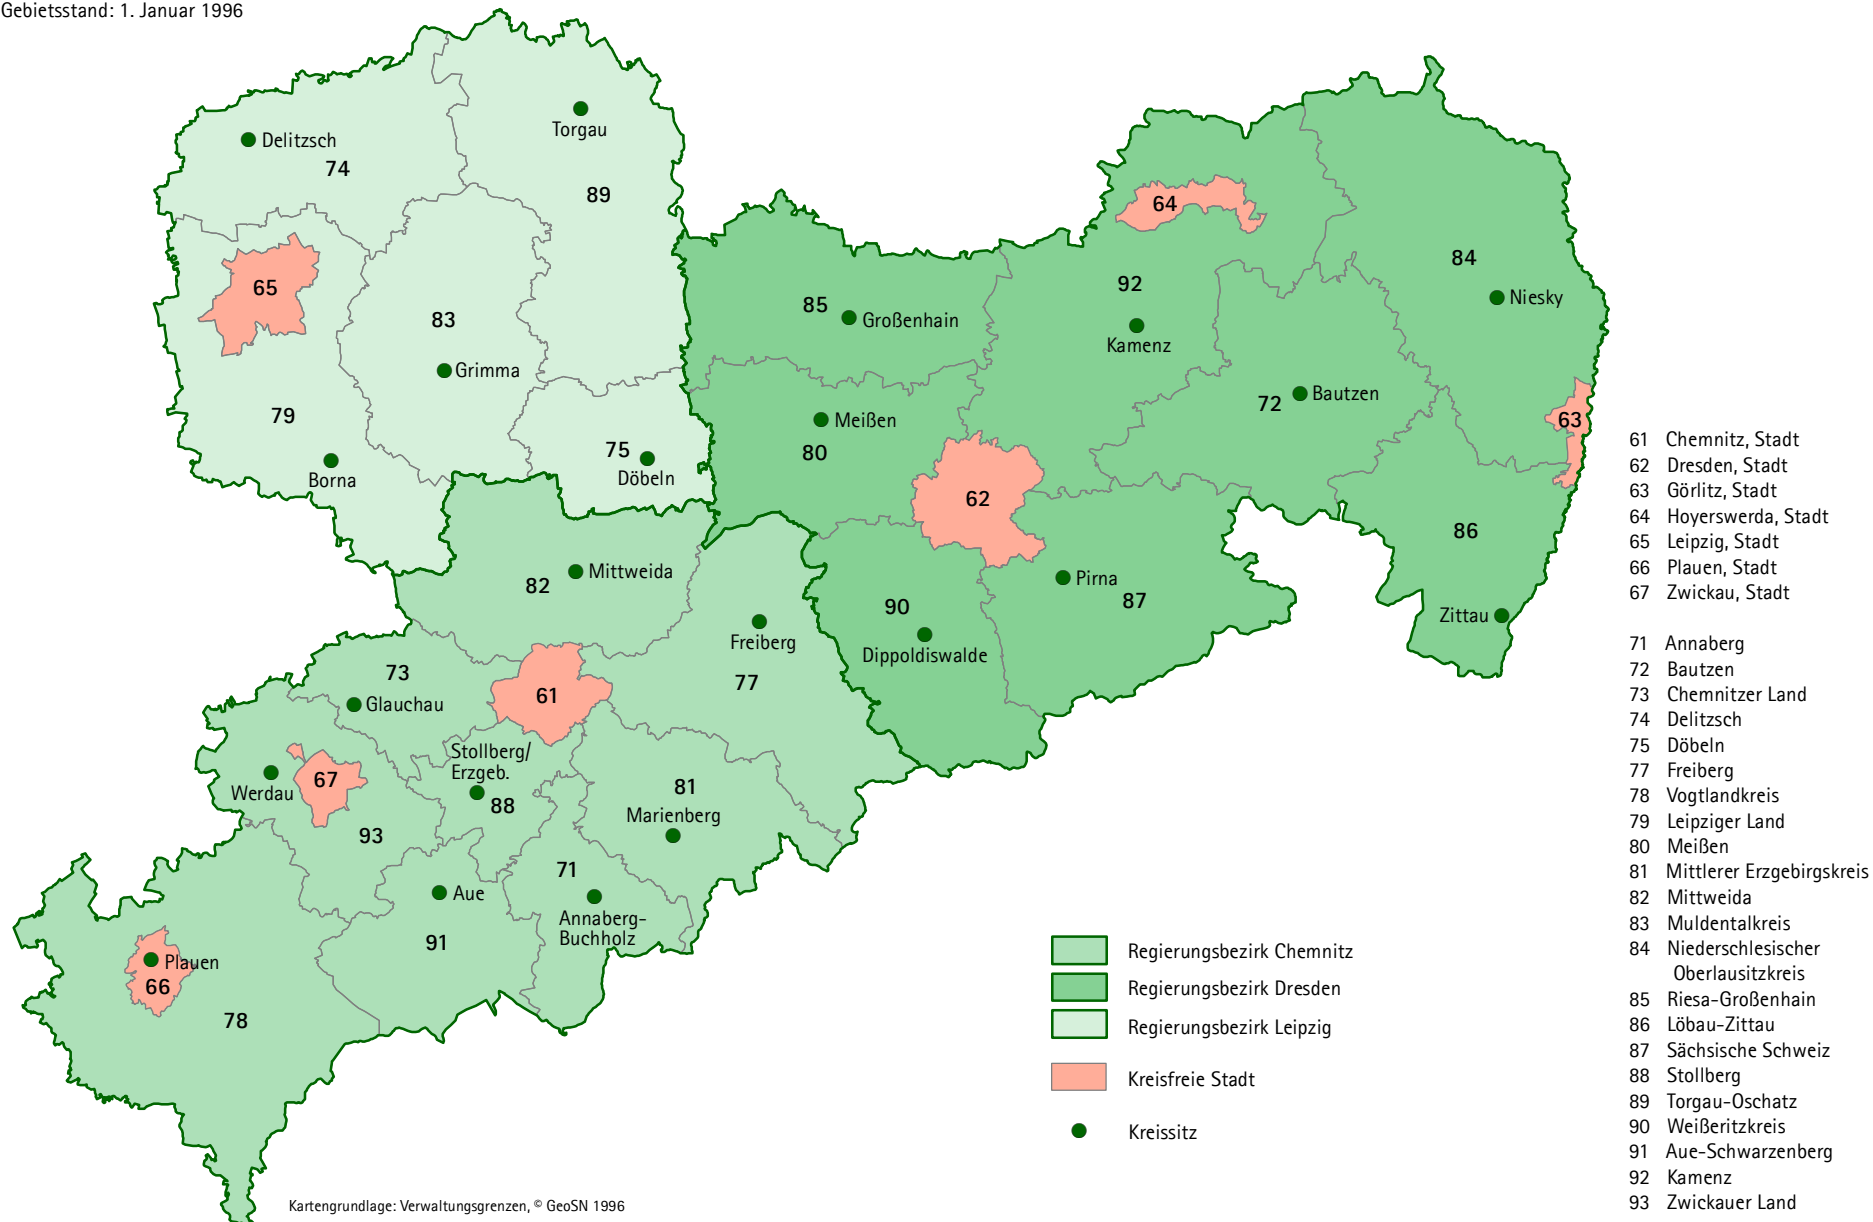 Gebietsstand: 1. Januar 1996
Torgau
Delitzsch
74
89
64
65
84
92
Niesky
85
Großenhain
83
Kamenz
Grimma
Bautzen
72
79
Meißen
63
75
80
Borna
Döbeln
62
86
Mittweida
82
Pirna
87
90
Zittau
Freiberg
Dippoldiswalde
73
77
61
Glauchau
Stollberg/
Erzgeb.
67
Werdau
88
81
Marienberg
93
71
Aue
Annaberg-
Buchholz
91
Plauen
66
78
61 Chemnitz, Stadt
62 Dresden, Stadt
63 Görlitz, Stadt
64 Hoyerswerda, Stadt
65 Leipzig, Stadt
66 Plauen, Stadt
67 Zwickau, Stadt
71 Annaberg
72 Bautzen
73 Chemnitzer Land
74 Delitzsch
75 Döbeln
77 Freiberg
78 Vogtlandkreis
79 Leipziger Land
80 Meißen
81 Mittlerer Erzgebirgskreis
82 Mittweida
83 Muldentalkreis
84 Niederschlesischer
Oberlausitzkreis
85 Riesa-Großenhain
86 Löbau-Zittau
87 Sächsische Schweiz
88 Stollberg
89 Torgau-Oschatz
90 Weißeritzkreis
91 Aue-Schwarzenberg
92 Kamenz
93 Zwickauer Land
Regierungsbezirk Chemnitz
Regierungsbezirk Dresden
Regierungsbezirk Leipzig
Kreisfreie Stadt
Kreissitz
Kartengrundlage: Verwaltungsgrenzen, © GeoSN 1996